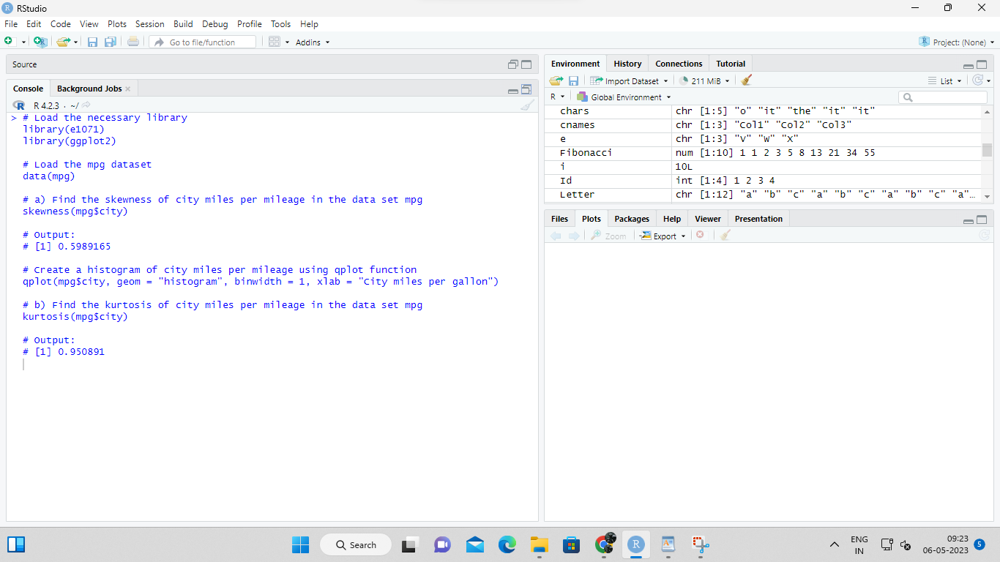 RStudio
File Edit Code View Plots Session Build Debug Profile Tools Help
Go to file/function Addins Project: (None)
Source
Console Background Jobs
R 4.2.3 · ~/
> # Load the necessary library
library(e1071)
library(ggplot2)
# Load the mpg dataset
data(mpg)
# a) Find the skewness of city miles per mileage in the data set mpg
skewness(mpg$city)
# Output:
# [1] 0.5989165
# Create a histogram of city miles per mileage using qplot function
qplot(mpg$city, geom = "histogram", binwidth = 1, xlab = "City miles per gallon")
# b) Find the kurtosis of city miles per mileage in the data set mpg
kurtosis(mpg$city)
# Output:
# [1] 0.950891
Environment History Connections Tutorial
Import Dataset 211 MiB List
R Global Environment
chars chr [1:5] "o" "it" "the" "it" "it"
cnames chr [1:3] "Col1" "Col2" "Col3"
e chr [1:3] "V" "W" "X"
Fibonacci num [1:10] 1 1 2 3 5 8 13 21 34 55
i 10L
Id int [1:4] 1 2 3 4
Letter chr [1:12] "a" "b" "c" "a" "b" "c" "a" "b" "c" "a"…
Files Plots Packages Help Viewer Presentation
Zoom Export
Search
ENG
IN
09:23
06-05-2023
5